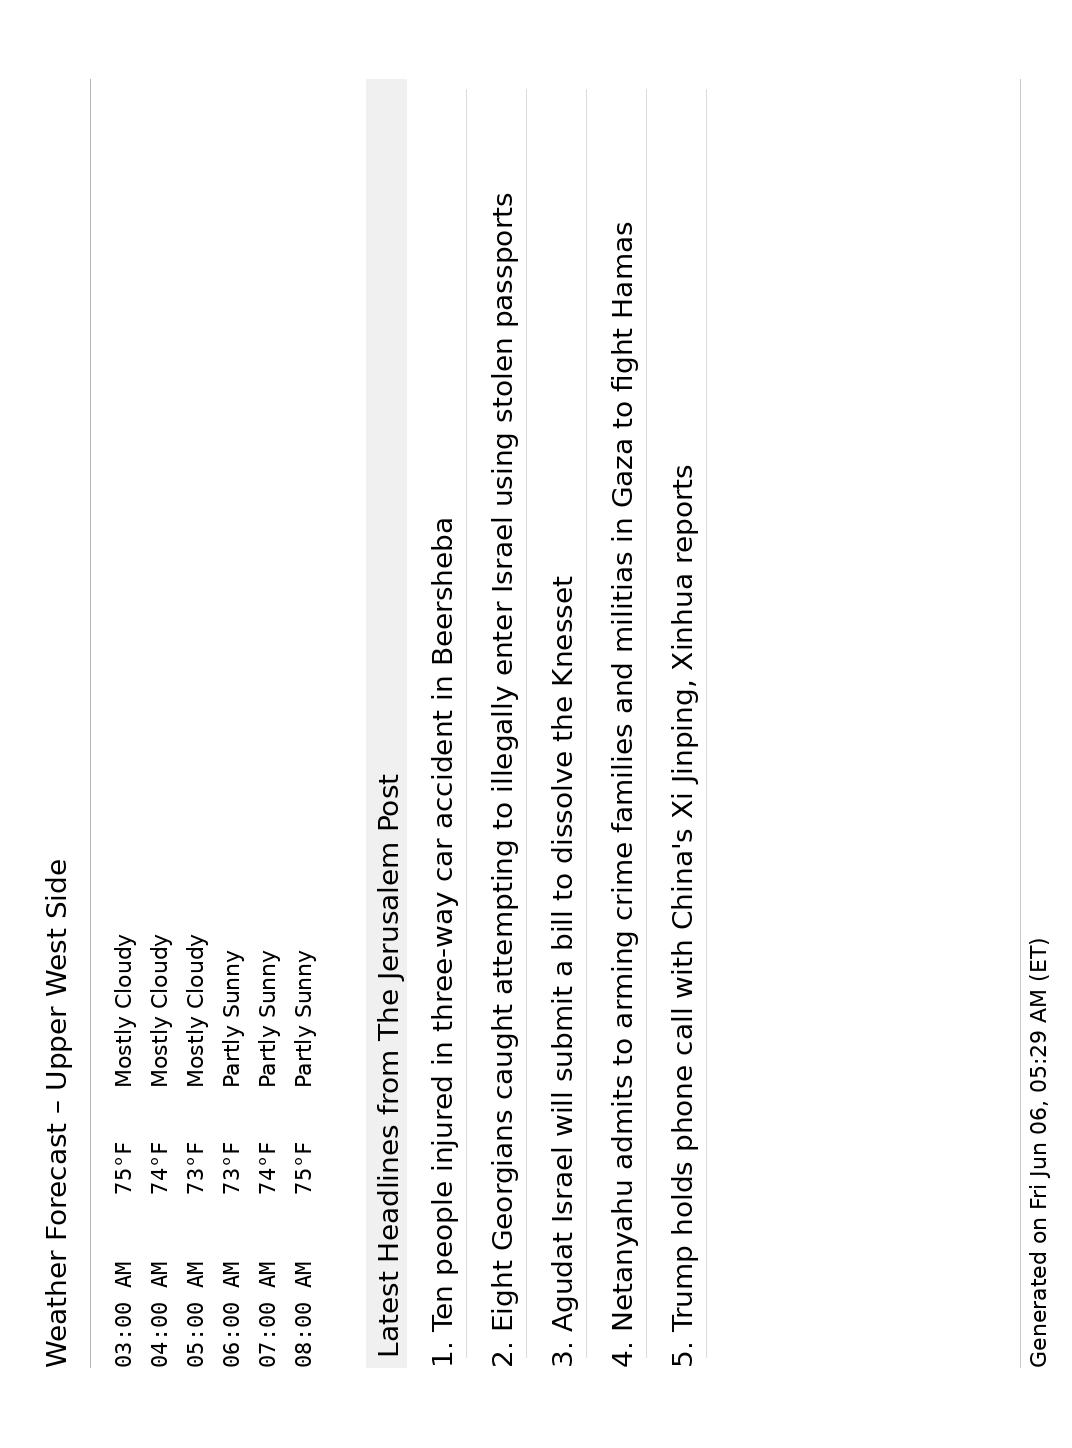 Weather Forecast – Upper West Side
03:00 AM 75°F Mostly Cloudy
04:00 AM 74°F Mostly Cloudy
05:00 AM 73°F Mostly Cloudy
06:00 AM 73°F Partly Sunny
07:00 AM 74°F Partly Sunny
08:00 AM 75°F Partly Sunny
Latest Headlines from The Jerusalem Post
1. Ten people injured in three-way car accident in Beersheba
2. Eight Georgians caught attempting to illegally enter Israel using stolen passports
3. Agudat Israel will submit a bill to dissolve the Knesset
4. Netanyahu admits to arming crime families and militias in Gaza to fight Hamas
5. Trump holds phone call with China's Xi Jinping, Xinhua reports
Generated on Fri Jun 06, 05:29 AM (ET)